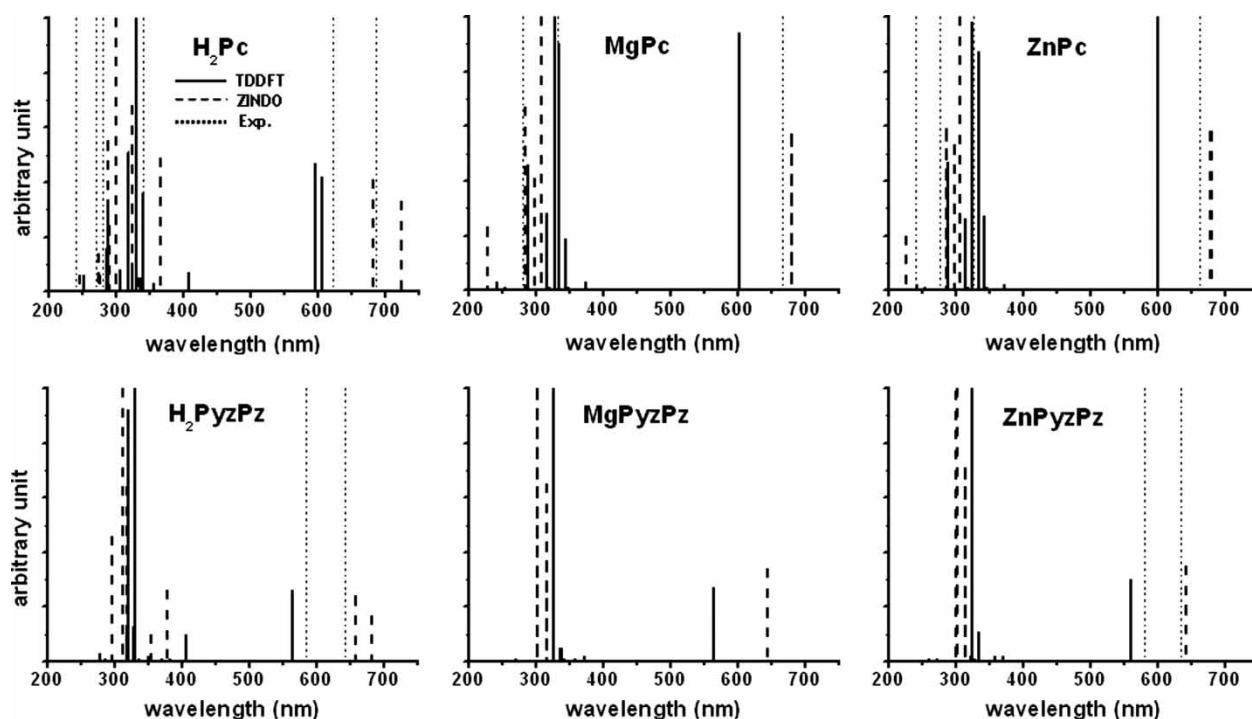 H2Pc
TDDFT
ZINDO
Exp.
arbitrary unit
200 300 400 500 600 700
wavelength (nm)
MgPc
200 300 400 500 600 700
wavelength (nm)
ZnPc
200 300 400 500 600 700
wavelength (nm)
H2PyzPz
arbitrary unit
200 300 400 500 600 700
wavelength (nm)
MgPyzPz
200 300 400 500 600 700
wavelength (nm)
ZnPyzPz
200 300 400 500 600 700
wavelength (nm)